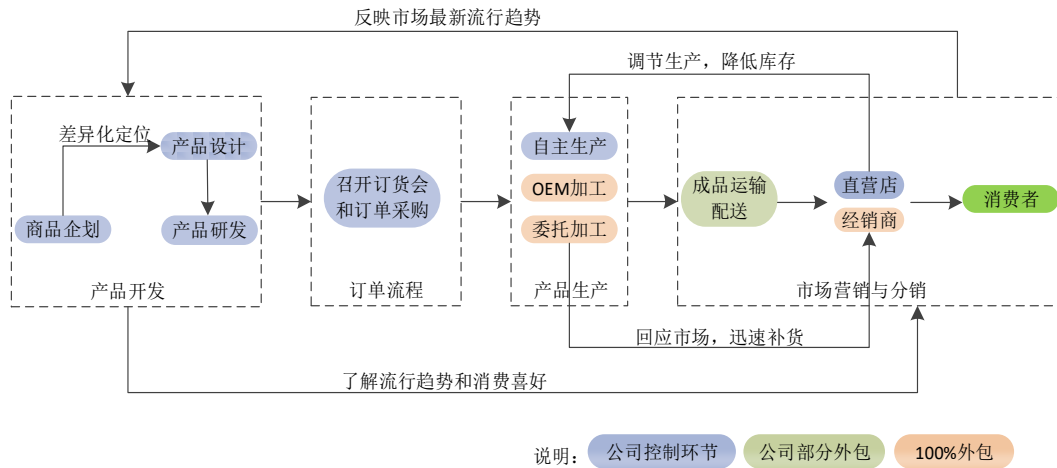 反映市场最新流行趋势
调节生产，降低库存
差异化定位
产品设计
商品企划
产品研发
产品开发
召开订货会
和订单采购
订单流程
自主生产
OEM加工
委托加工
产品生产
成品运输
配送
直营店
经销商
消费者
市场营销与分销
回应市场，迅速补货
了解流行趋势和消费喜好
说明：
公司控制环节
公司部分外包
100%外包